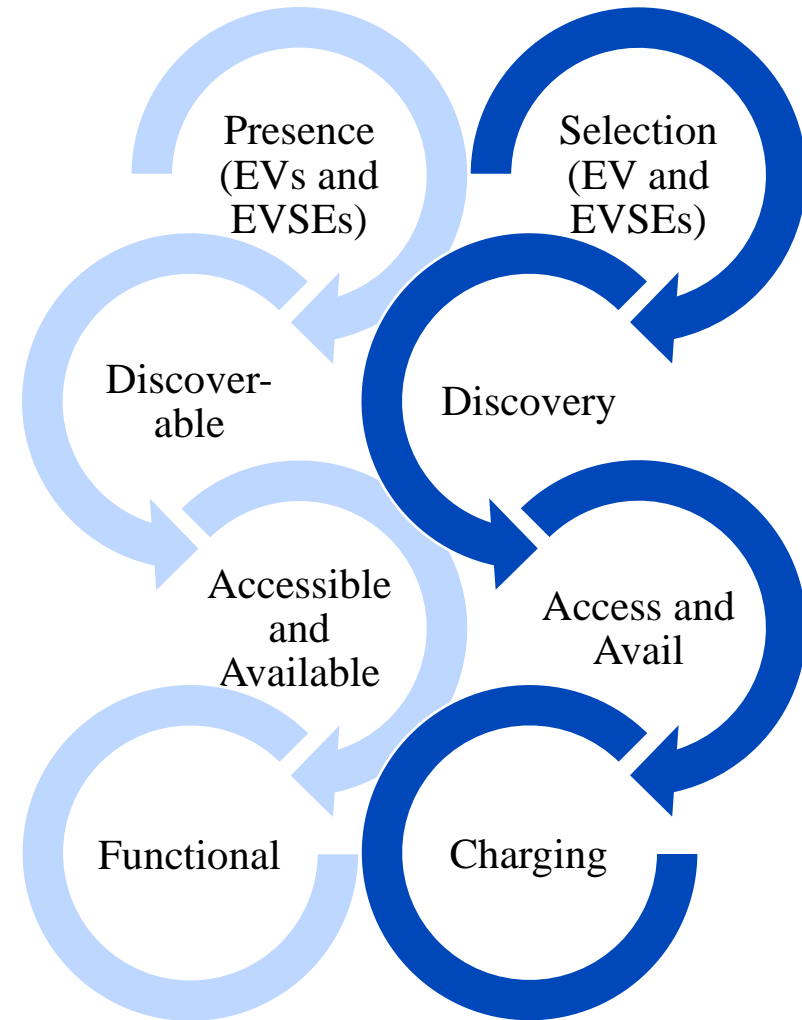 Presence
(EVs and
EVSEs)
Selection
(EV and
EVSEs)
Discover-
able
Discovery
Accessible
and
Available
Access and
Avail
Functional
Charging